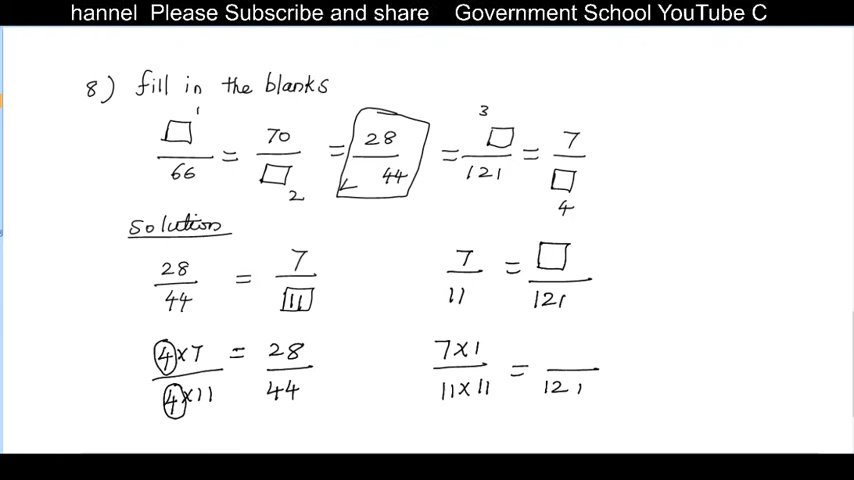 hannel Please Subscribe and share Government School YouTube C
8) fill in the blanks
□/66 = 70/□ = 28/44 = □/121 = 7/□
1 2 3 4
Solution
28/44 = 7/11 7/11 = □/121
4×7/4×11 = 28/44 7×1/11×11 = /121